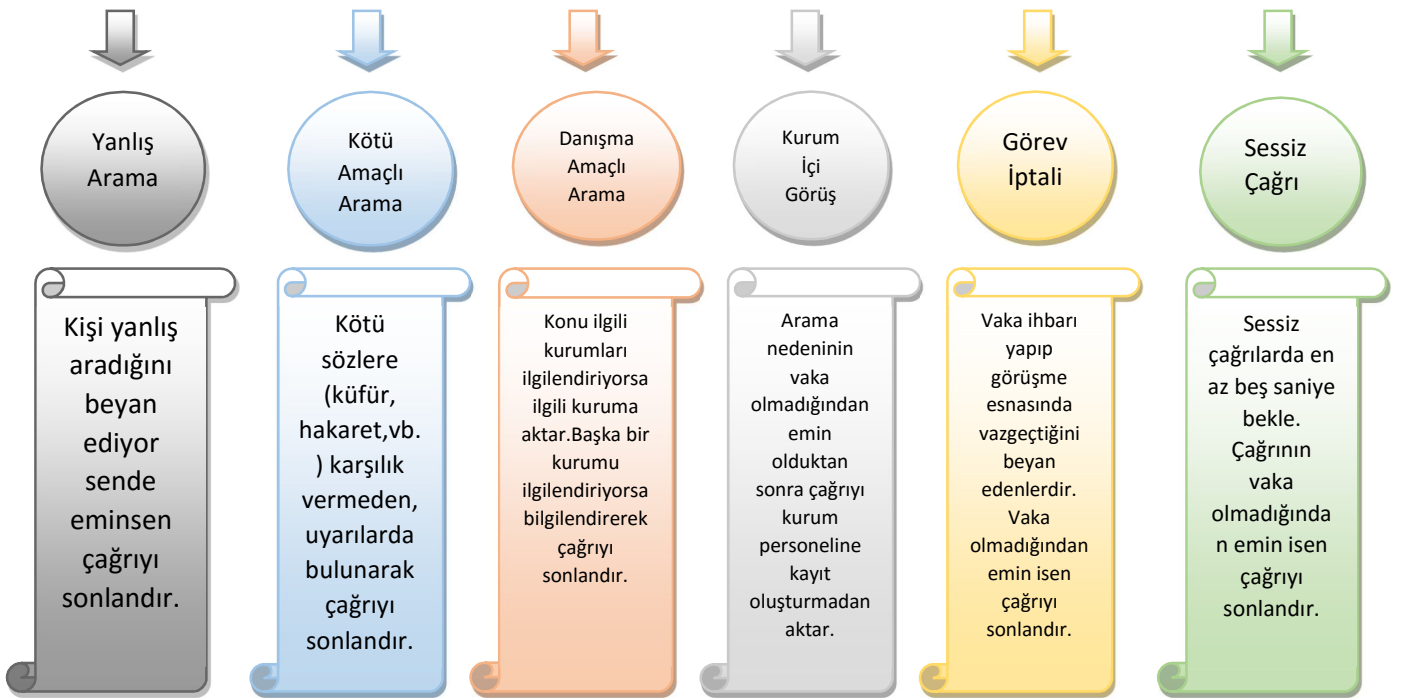 Yanlış
Arama
Kötü
Amaçlı
Arama
Danışma
Amaçlı
Arama
Kurum
İçi
Görüş
Görev
İptali
Sessiz
Çağrı
Kişi yanlış
aradığını
beyan
ediyor
sende
eminsen
çağrıyı
sonlandır.
Kötü
sözlere
(küfür,
hakaret,vb.
) karşılık
vermeden,
uyarılarda
bulunarak
çağrıyı
sonlandır.
Konu ilgili
kurumları
ilgilendiriyorsa
ilgili kuruma
aktar.Başka bir
kurumu
ilgilendiriyorsa
bilgilendirerek
çağrıyı
sonlandır.
Arama
nedeninin
vaka
olmadığından
emin
olduktan
sonra çağrıyı
kurum
personeline
kayıt
oluşturmadan
aktar.
Vaka ihbarı
yapıp
görüşme
esnasında
vazgeçtiğini
beyan
edenlerdir.
Vaka
olmadığından
emin isen
çağrıyı
sonlandır.
Sessiz
çağrılarda en
az beş saniye
bekle.
Çağrının
vaka
olmadığında
n emin isen
çağrıyı
sonlandır.